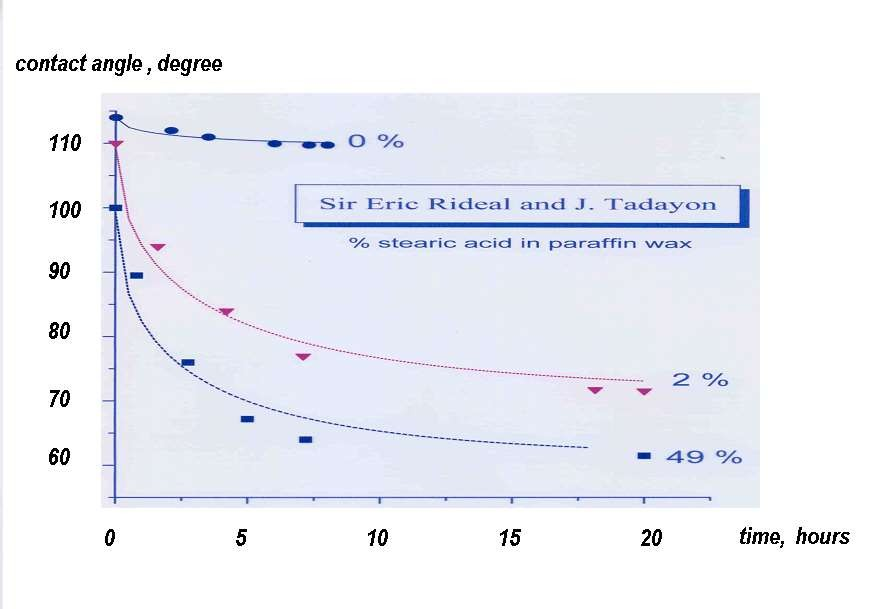 contact angle , degree
110
0 %
Sir Eric Rideal and J. Tadayon
100
% stearic acid in paraffin wax
90
80
2 %
70
49 %
60
0 5 10 15 20 time, hours